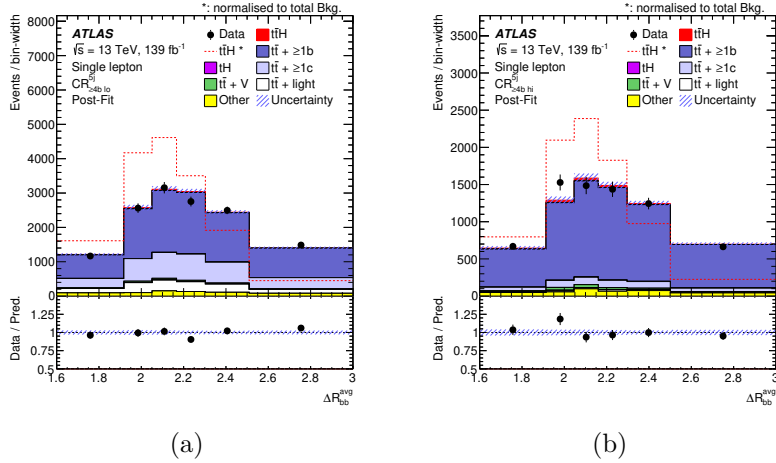 *: normalised to total Bkg.
Events / bin-width
8000
7000
6000
5000
4000
3000
2000
1000
0
ATLAS
√s = 13 TeV, 139 fb⁻¹
Single lepton
CR 5j ≥4b lo
Post-Fit
Data
tt̄H
tt̄H *
tt̄ + ≥1b
tH
tt̄ + ≥1c
tt̄ + V
tt̄ + light
Other
Uncertainty
Data / Pred.
1.25
1
0.75
0.5
1.6 1.8 2 2.2 2.4 2.6 2.8 3
ΔR avg bb
(a)
*: normalised to total Bkg.
Events / bin-width
3500
3000
2500
2000
1500
1000
500
0
ATLAS
√s = 13 TeV, 139 fb⁻¹
Single lepton
CR 5j ≥4b hi
Post-Fit
Data
tt̄H
tt̄H *
tt̄ + ≥1b
tH
tt̄ + ≥1c
tt̄ + V
tt̄ + light
Other
Uncertainty
Data / Pred.
1.25
1
0.75
0.5
1.6 1.8 2 2.2 2.4 2.6 2.8 3
ΔR avg bb
(b)